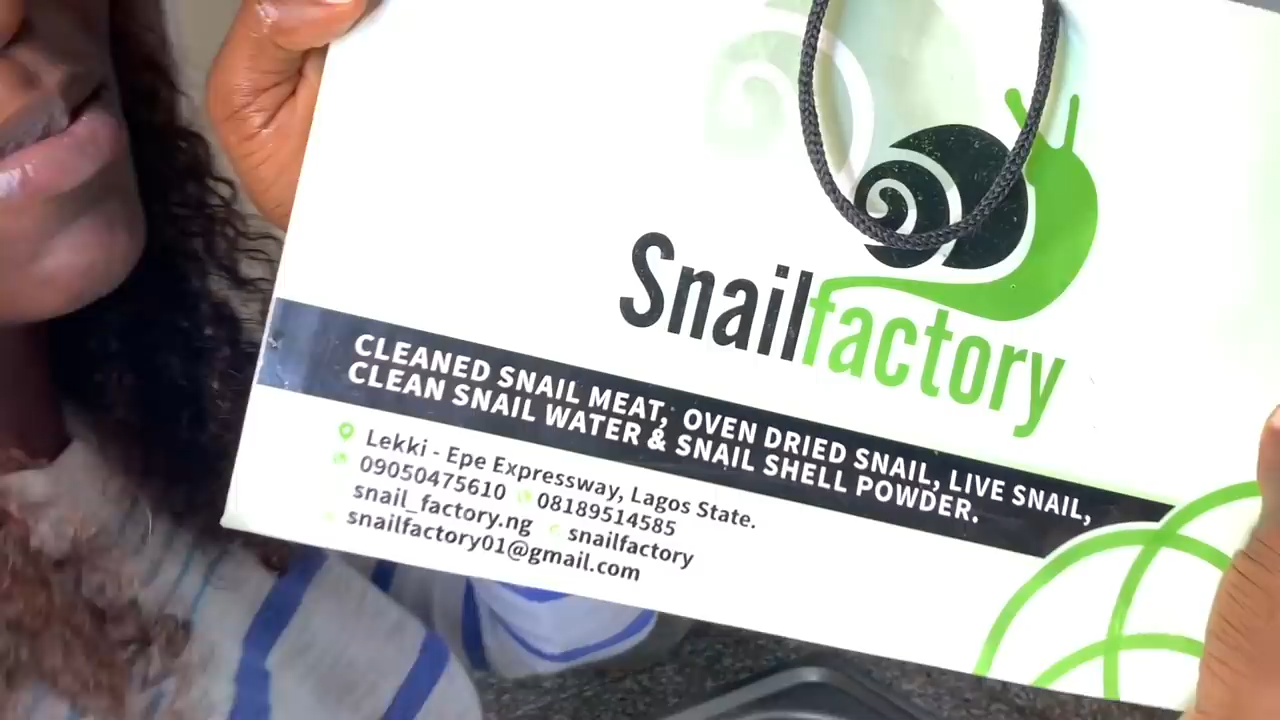 Snailfactory
CLEANED SNAIL MEAT, OVEN DRIED SNAIL, LIVE SNAIL,
CLEAN SNAIL WATER & SNAIL SHELL POWDER.
Lekki - Epe Expressway, Lagos State.
09050475610 08189514585
snail_factory.ng snailfactory
snailfactory01@gmail.com